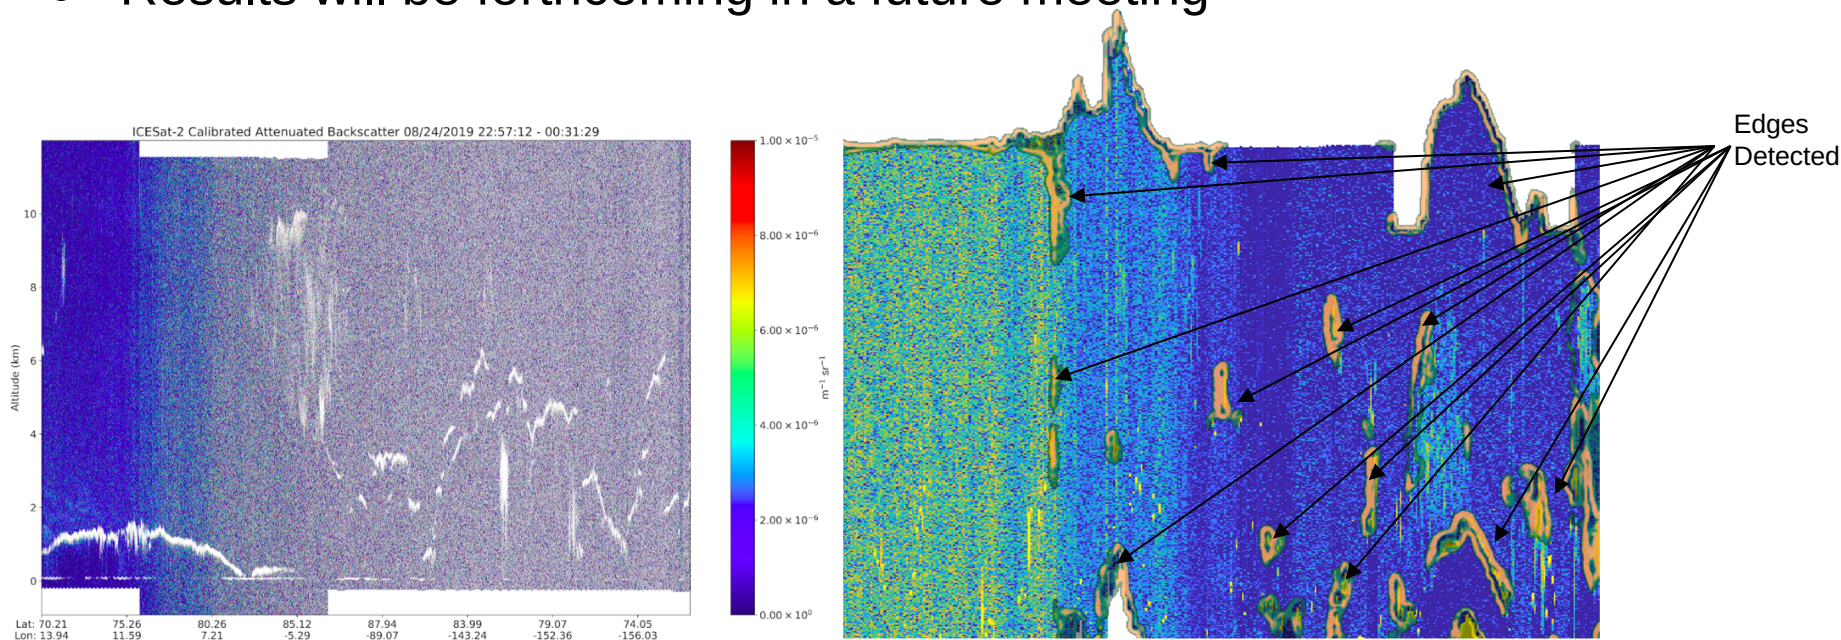 Results will be forthcoming in a future meeting
ICESat-2 Calibrated Attenuated Backscatter 08/24/2019 22:57:12 - 00:31:29
Edges
Detected
Altitude (km)
10
8
6
4
2
0
Lat: 70.21 75.26 80.26 85.12 87.94 83.99 79.07 74.05
Lon: 13.94 11.59 7.21 -5.29 -89.07 -143.24 -152.36 -156.03
1.00 × 10⁻⁵
8.00 × 10⁻⁶
6.00 × 10⁻⁶
4.00 × 10⁻⁶
2.00 × 10⁻⁶
0.00 × 10⁰
m⁻¹ sr⁻¹